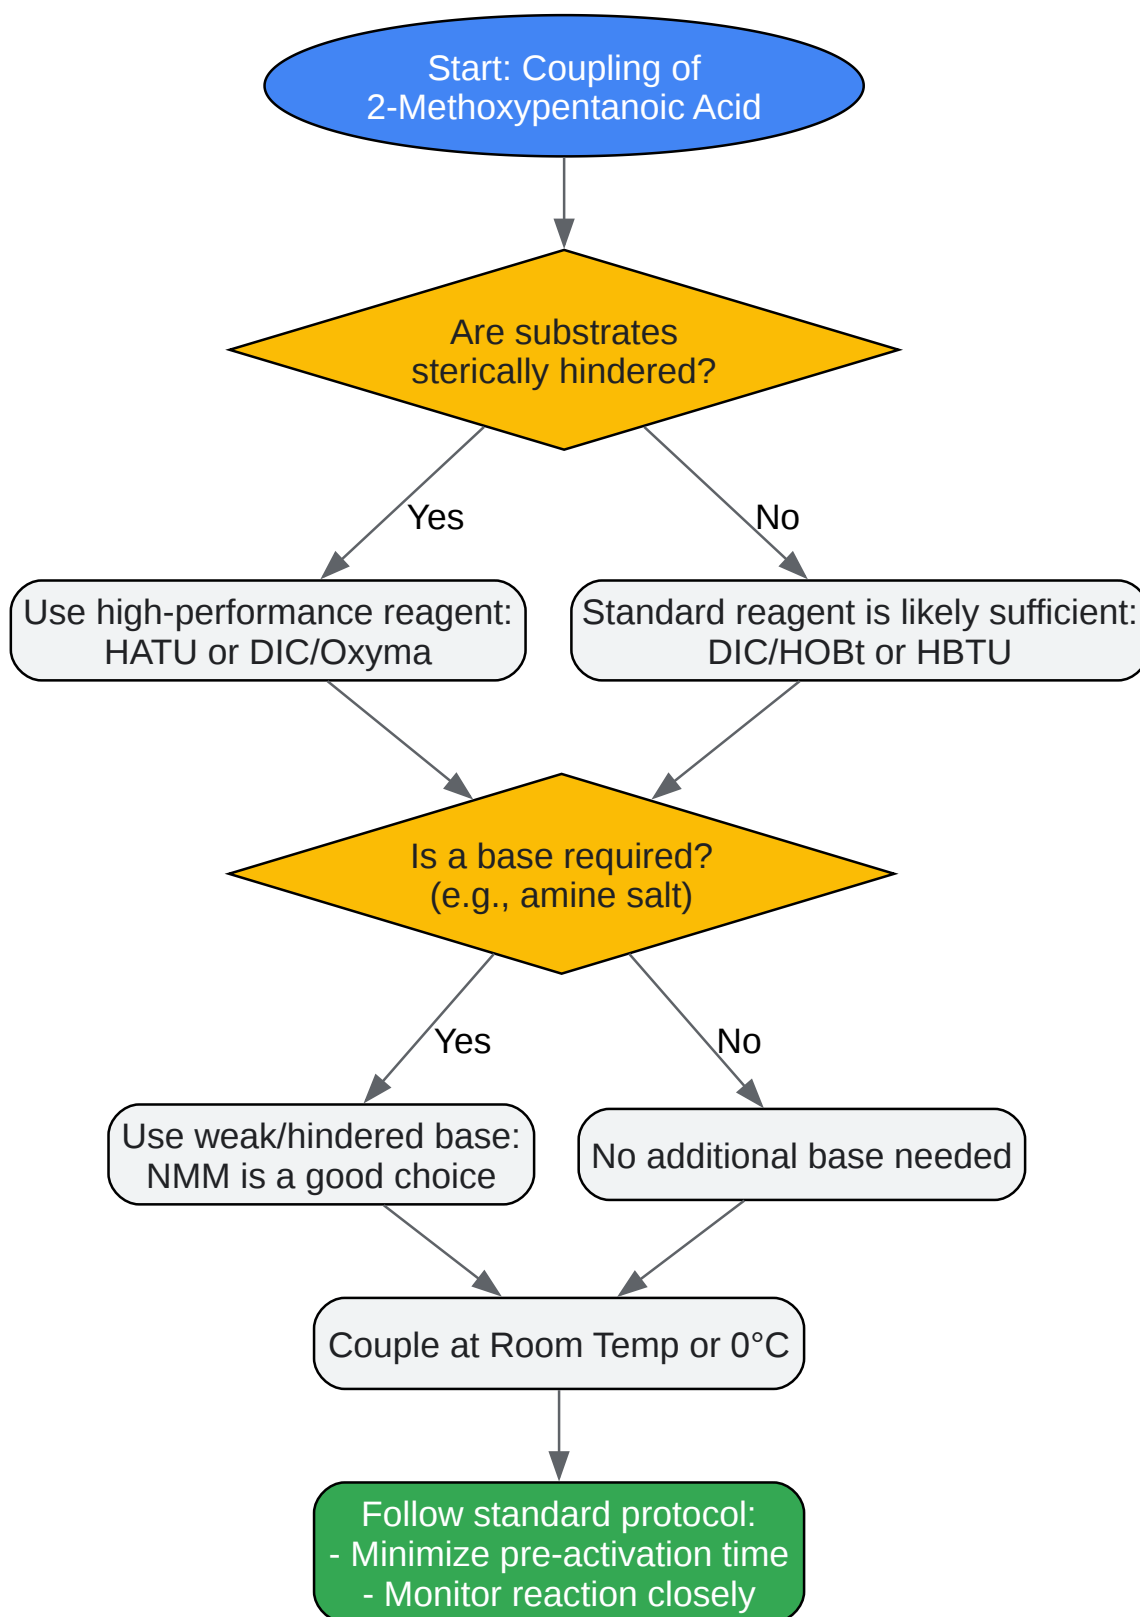 Start: Coupling of
2-Methoxypentanoic Acid
Are substrates
sterically hindered?
Yes
No
Use high-performance reagent:
HATU or DIC/Oxyma
Standard reagent is likely sufficient:
DIC/HOBt or HBTU
Is a base required?
(e.g., amine salt)
Yes
No
Use weak/hindered base:
NMM is a good choice
No additional base needed
Couple at Room Temp or 0°C
Follow standard protocol:
- Minimize pre-activation time
- Monitor reaction closely